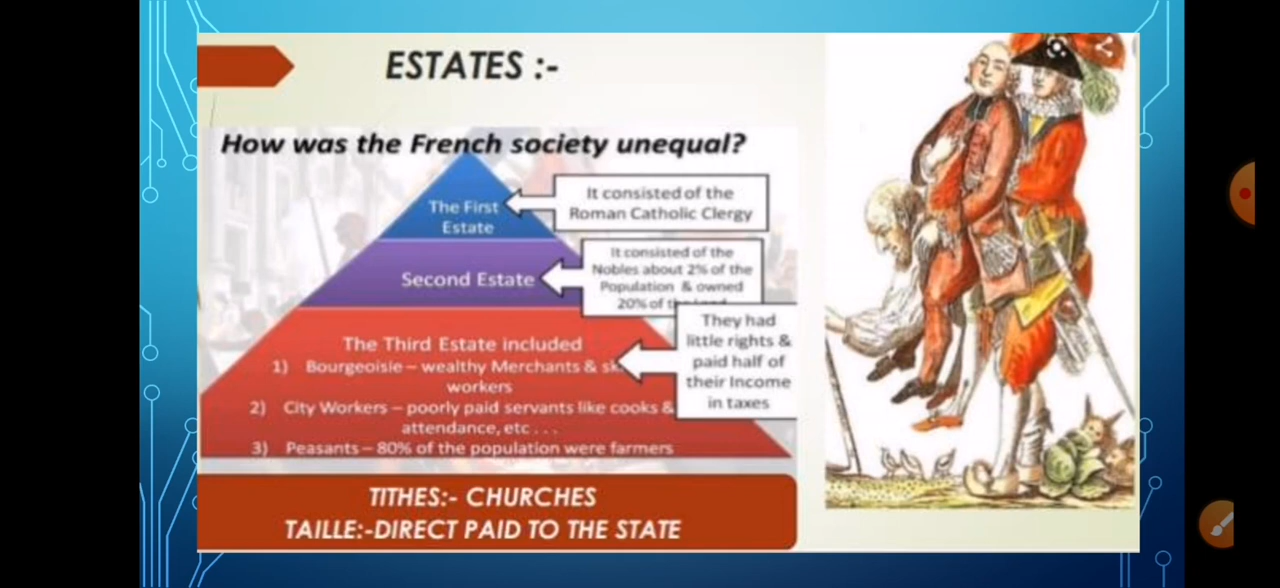 ESTATES :-
How was the French society unequal?
The First
Estate
It consisted of the
Roman Catholic Clergy
Second Estate
It consisted of the
Nobles about 2% of the
Population & owned
20% of
They had
little rights &
paid half of
their Income
in taxes
The Third Estate included
1) Bourgeoisie – wealthy Merchants &
workers
2) City Workers – poorly paid servants like cooks &
attendance, etc . . .
3) Peasants – 80% of the population were farmers
TITHES:- CHURCHES
TAILLE:-DIRECT PAID TO THE STATE